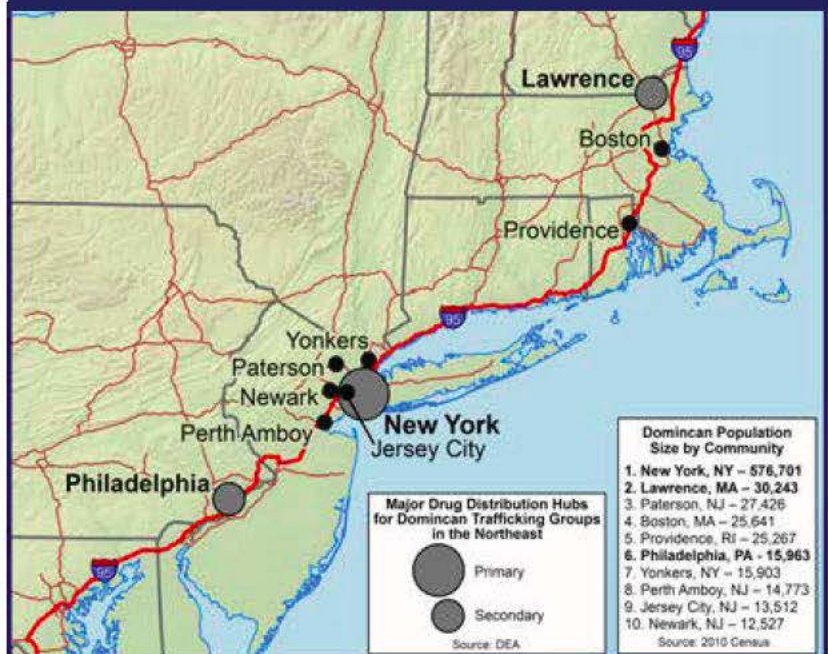 95
Lawrence
Boston
Providence
95
Yonkers
Paterson
Newark
New York
Perth Amboy
Jersey City
Philadelphia
95
Major Drug Distribution Hubs
for Domincan Trafficking Groups
in the Northeast
Primary
Secondary
Source: DEA
Domincan Population
Size by Community
1. New York, NY – 576,701
2. Lawrence, MA – 30,243
3. Paterson, NJ – 27,426
4. Boston, MA – 25,641
5. Providence, RI – 25,267
6. Philadelphia, PA - 15,963
7. Yonkers, NY – 15,903
8. Perth Amboy, NJ – 14,773
9. Jersey City, NJ – 13,512
10. Newark, NJ – 12,527
Source: 2010 Census